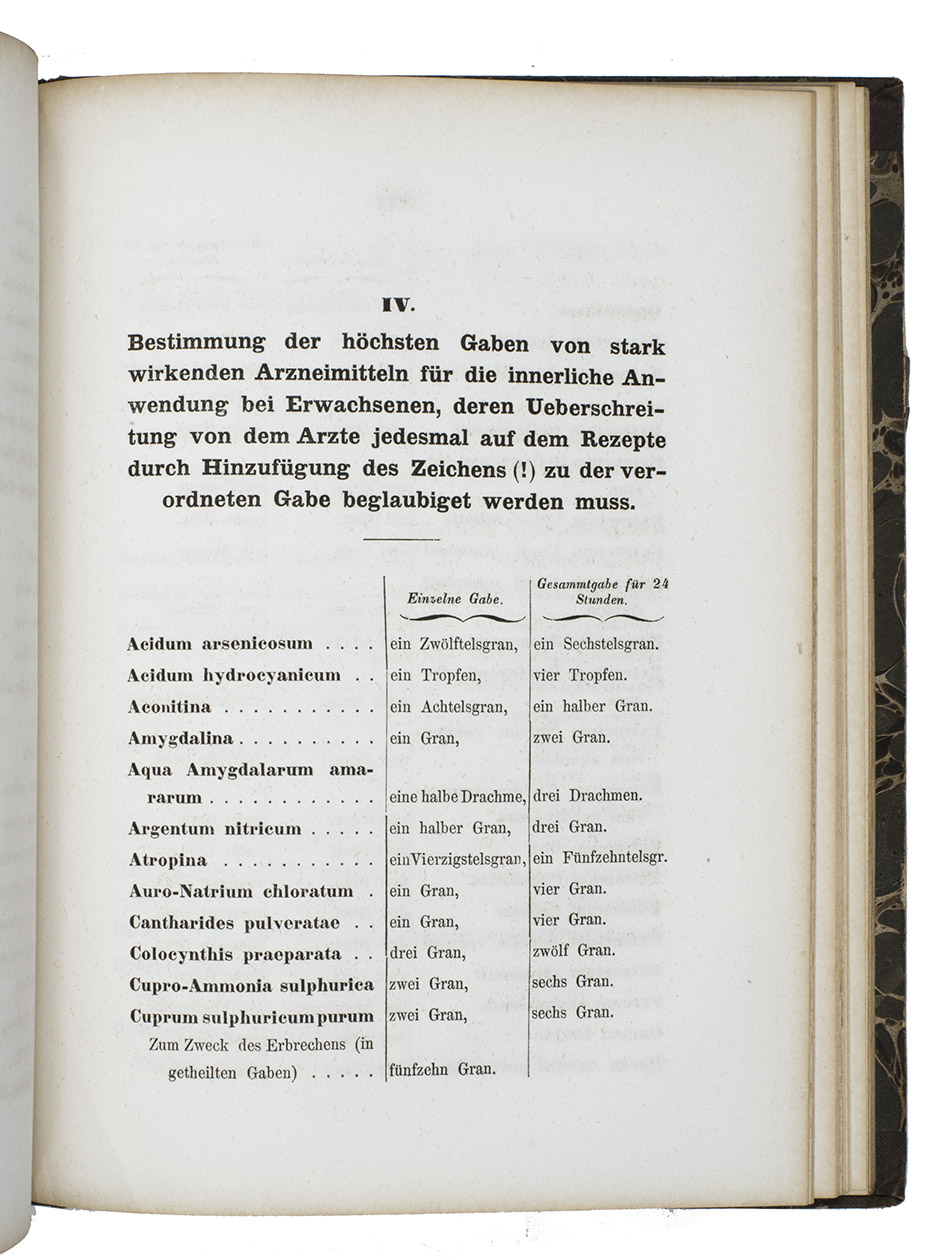 IV.
Bestimmung der höchsten Gaben von stark
wirkenden Arzneimitteln für die innerliche An-
wendung bei Erwachsenen, deren Ueberschrei-
tung von dem Arzte jedesmal auf dem Rezepte
durch Hinzufügung des Zeichens (!) zu der ver-
ordneten Gabe beglaubiget werden muss.
Einzelne Gabe. Gesammtgabe für 24
Stunden.
Acidum arsenicosum . . . . ein Zwölftelsgran, ein Sechstelsgran.
Acidum hydrocyanicum . . ein Tropfen, vier Tropfen.
Aconitina . . . . . . . . . . . ein Achtelsgran, ein halber Gran.
Amygdalina . . . . . . . . . . ein Gran, zwei Gran.
Aqua Amygdalarum ama-
rarum . . . . . . . . . . . . eine halbe Drachme, drei Drachmen.
Argentum nitricum . . . . . ein halber Gran, drei Gran.
Atropina . . . . . . . . . . . ein Vierzigstelsgran, ein Fünfzehntelsgr.
Auro-Natrium chloratum . ein Gran, vier Gran.
Cantharides pulveratae . . ein Gran, vier Gran.
Colocynthis praeparata . . drei Gran, zwölf Gran.
Cupro-Ammonia sulphurica zwei Gran, sechs Gran.
Cuprum sulphuricum purum zwei Gran, sechs Gran.
Zum Zweck des Erbrechens (in
getheilten Gaben) . . . . . fünfzehn Gran.